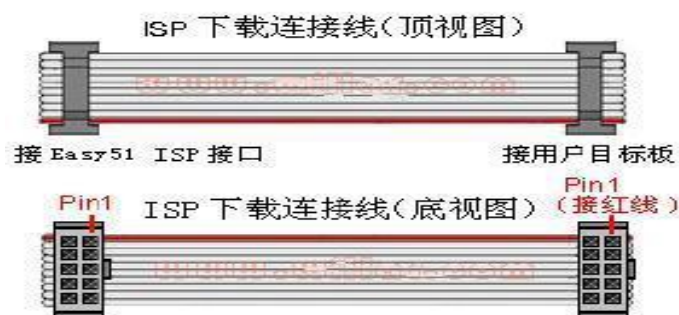 ISP 下载连接线(顶视图)
接 Easy51 ISP 接口
接用户目标板
Pin1
ISP 下载连接线(底视图)
Pin1
(接红线)